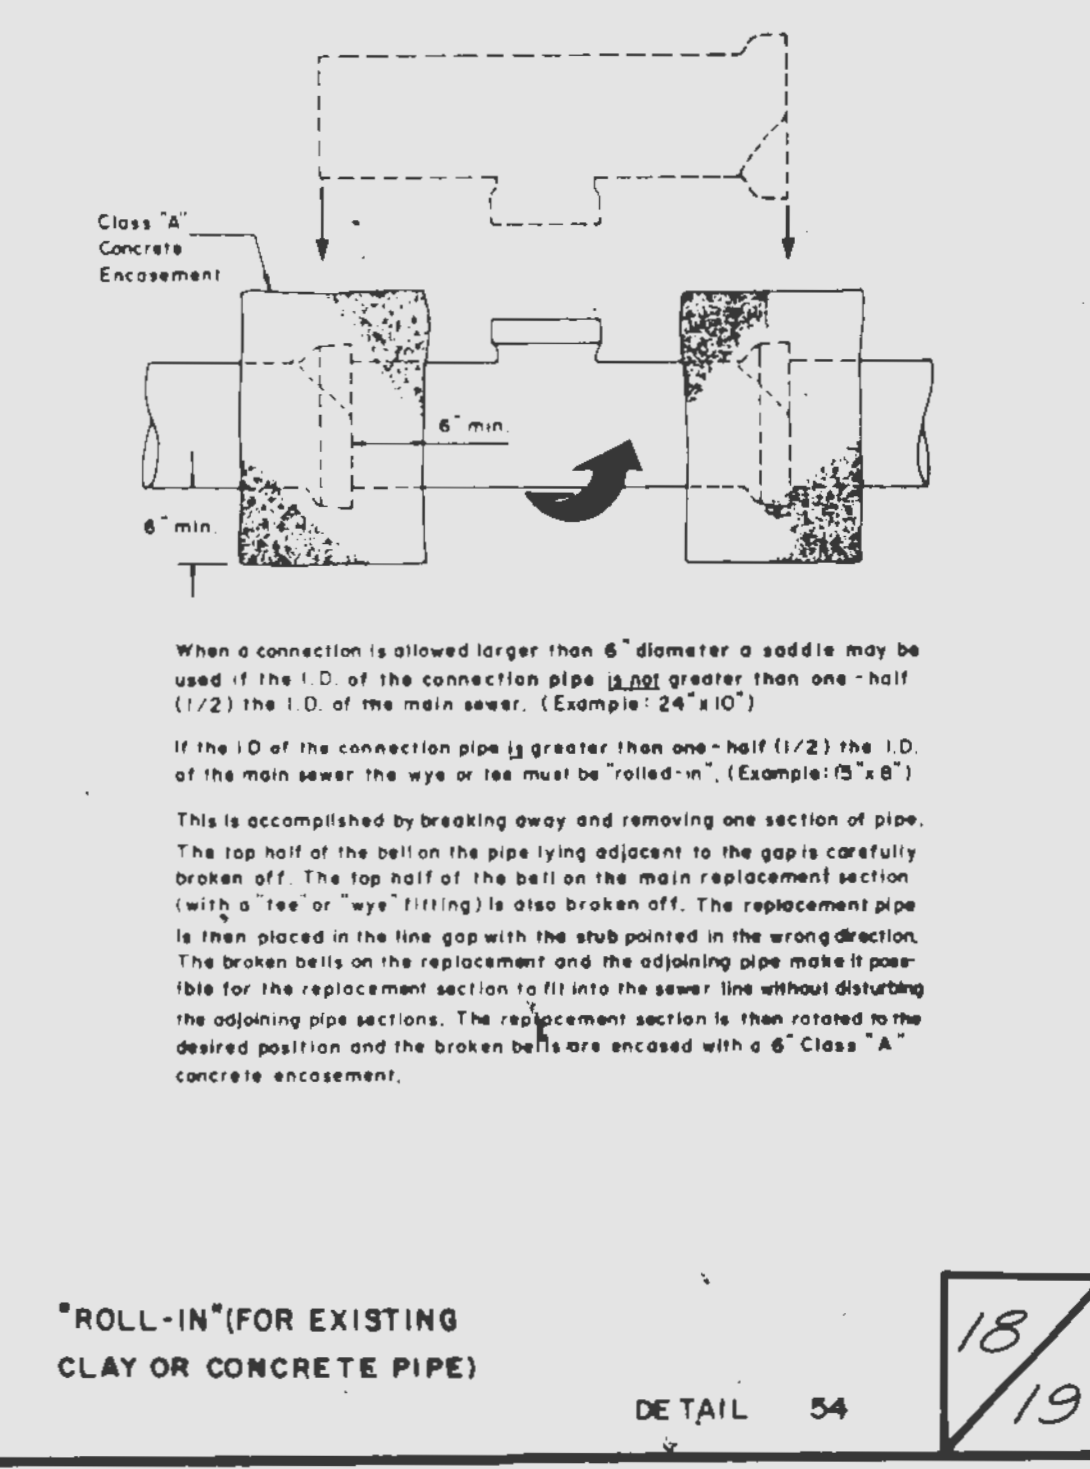 Class "A"
Concrete
Encasement
6" min.
6" min.
When a connection is allowed larger than 6" diameter a saddle may be
used if the I.D. of the connection pipe is not greater than one-half
(1/2) the I.D. of the main sewer. (Example: 24"x10")
If the ID of the connection pipe is greater than one-half (1/2) the I.D.
of the main sewer the wye or tee must be "rolled-in". (Example: 15"x8")
This is accomplished by breaking away and removing one section of pipe.
The top half of the bell on the pipe lying adjacent to the gap is carefully
broken off. The top half of the bell on the main replacement section
(with a "tee" or "wye" fitting) is also broken off. The replacement pipe
is then placed in the line gap with the stub pointed in the wrong direction.
The broken bells on the replacement and the adjoining pipe make it poss-
ible for the replacement section to fit into the sewer line without disturbing
the adjoining pipe sections. The replacement section is then rotated to the
desired position and the broken bells are encased with a 6" Class "A"
concrete encasement.
"ROLL-IN"(FOR EXISTING
CLAY OR CONCRETE PIPE)
DETAIL 54
18
19